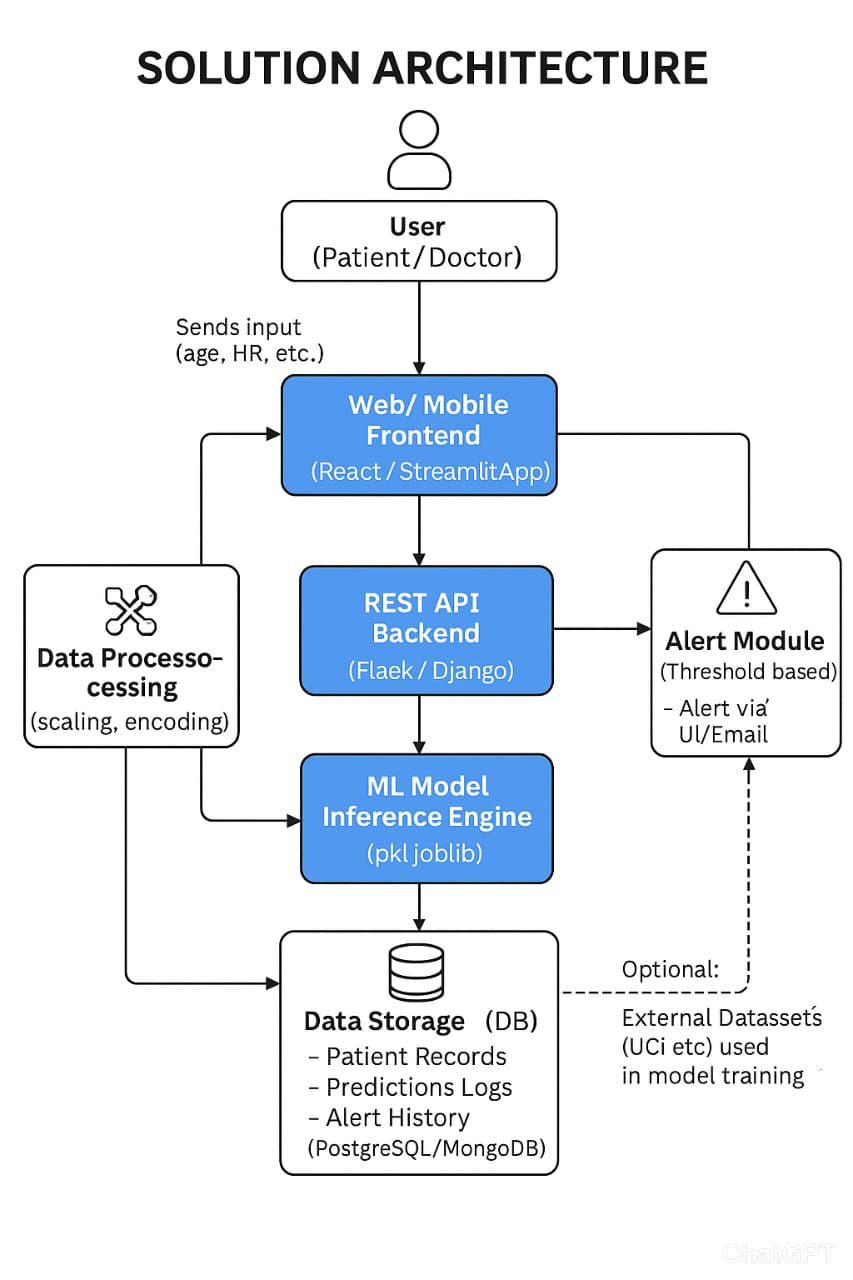 SOLUTION ARCHITECTURE
User
(Patient/Doctor)
Sends input
(age, HR, etc.)
Web/ Mobile
Frontend
(React / StreamlitApp)
REST API
Backend
(Flaek / Django)
Data Processo-
cessing
(scaling, encoding)
Alert Module
(Threshold based)
- Alert via'
UI/Email
ML Model
Inference Engine
(pkl joblib)
Data Storage (DB)
- Patient Records
- Predictions Logs
- Alert History
(PostgreSQL/MongoDB)
Optional:
External Datasset's
(UCi etc) used
in model training
ChatGPT